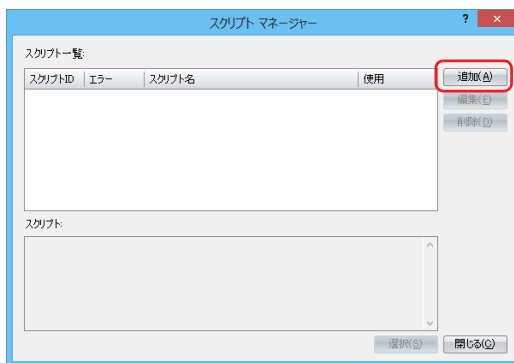 スクリプト マネージャー
?
×
スクリプト一覧:
スクリプトID エラー スクリプト名 使用
追加(A)
編集(E)
削除(D)
スクリプト:
選択(S)
閉じる(C)